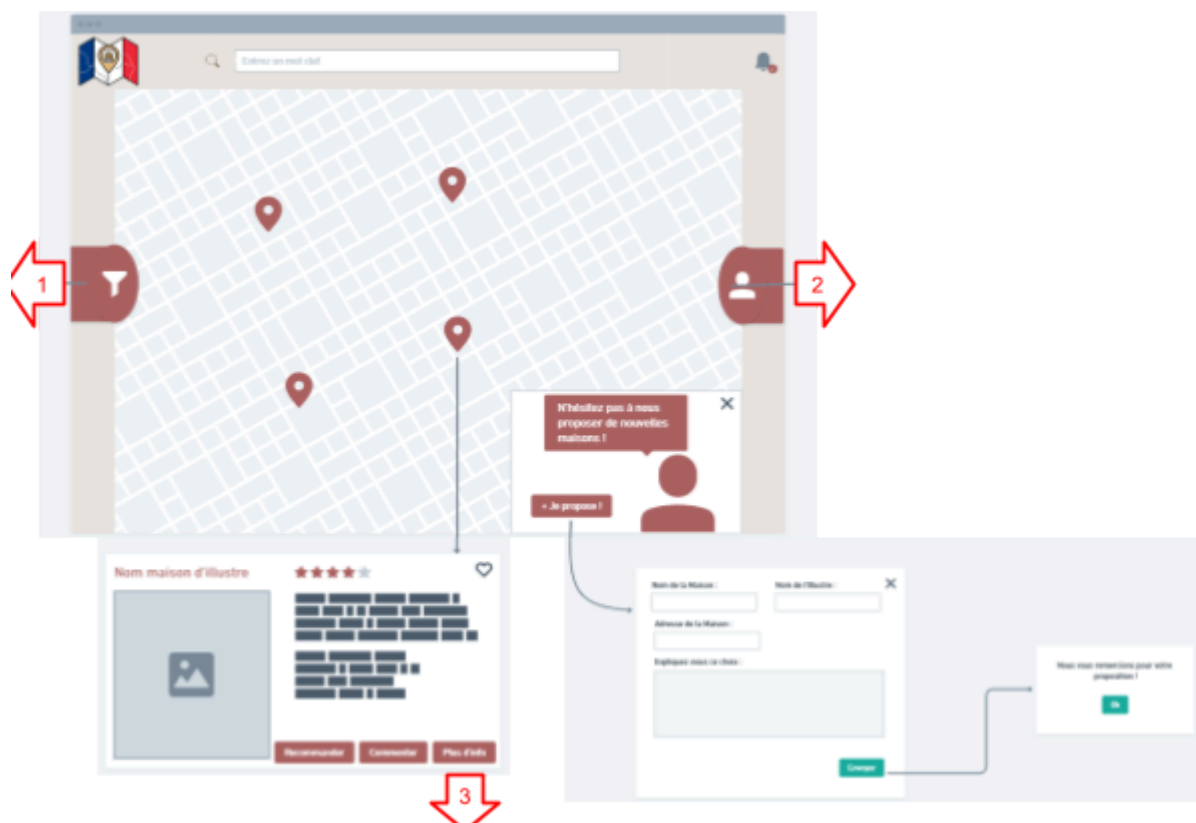 Entrez un mot clef
1
2
N'hésitez pas à nous
proposer de nouvelles
maisons !
+ Je propose !
Nom maison d'illustre
Recommander
Commenter
Plus d'info
3
Nom de la Maison :
Nom de l'Illustre :
Adresse de la Maison :
Expliquez-nous ce choix :
Envoyer
Nous vous remercions pour votre
proposition !
Ok